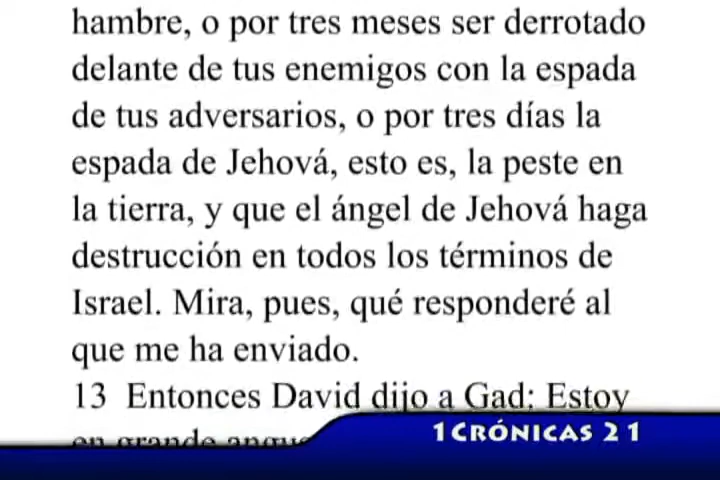 hambre, o por tres meses ser derrotado
delante de tus enemigos con la espada
de tus adversarios, o por tres días la
espada de Jehová, esto es, la peste en
la tierra, y que el ángel de Jehová haga
destrucción en todos los términos de
Israel. Mira, pues, qué responderé al
que me ha enviado.
13 Entonces David dijo a Gad: Estoy
en grande
1CRÓNICAS 21